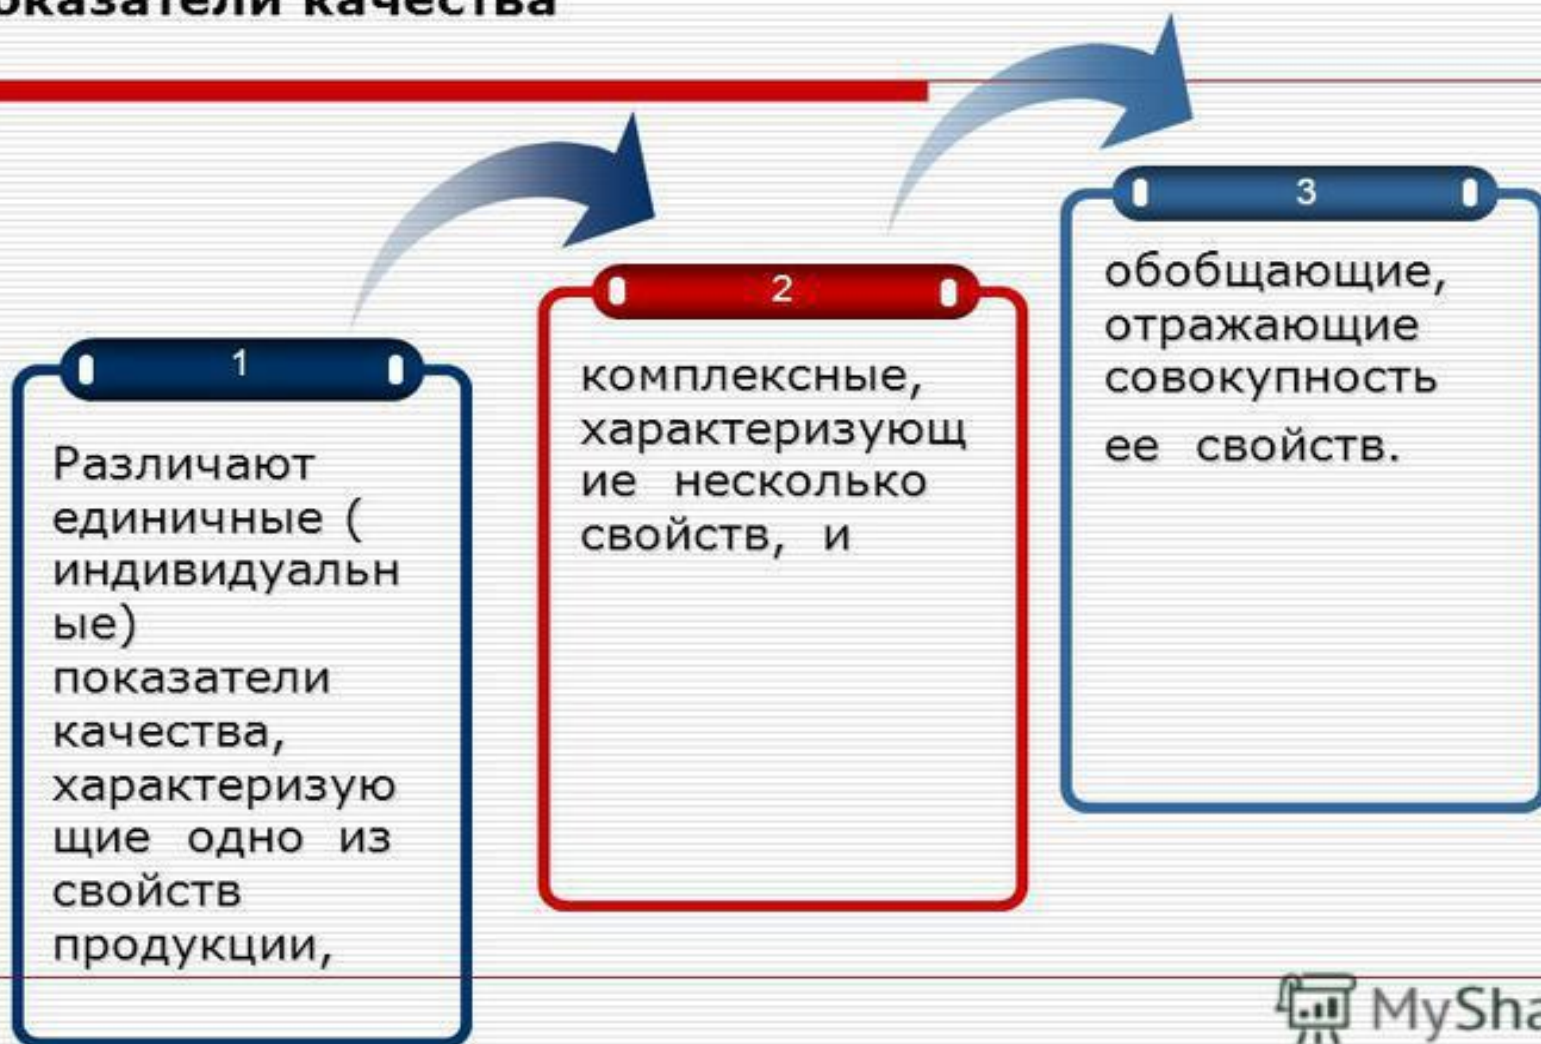 оказатели качества
1
Различают
единичные (
индивидуальн
ые)
показатели
качества,
характеризую
щие одно из
свойств
продукции,
2
комплексные,
характеризующ
ие несколько
свойств, и
3
обобщающие,
отражающие
совокупность
ее свойств.
MySha